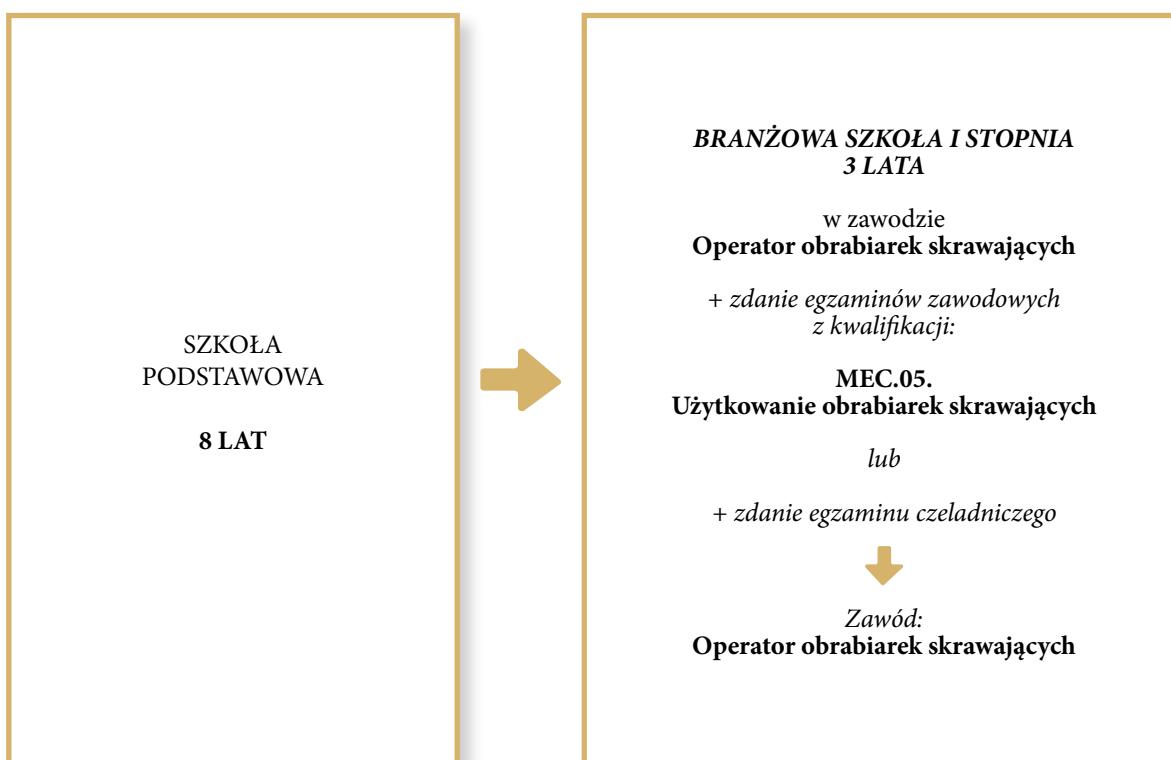 SZKOŁA
PODSTAWOWA
8 LAT
BRANŻOWA SZKOŁA I STOPNIA
3 LATA
w zawodzie
Operator obrabiarek skrawających
+ zdanie egzaminów zawodowych
z kwalifikacji:
MEC.05.
Użytkowanie obrabiarek skrawających
lub
+ zdanie egzaminu czeladniczego
Zawód:
Operator obrabiarek skrawających